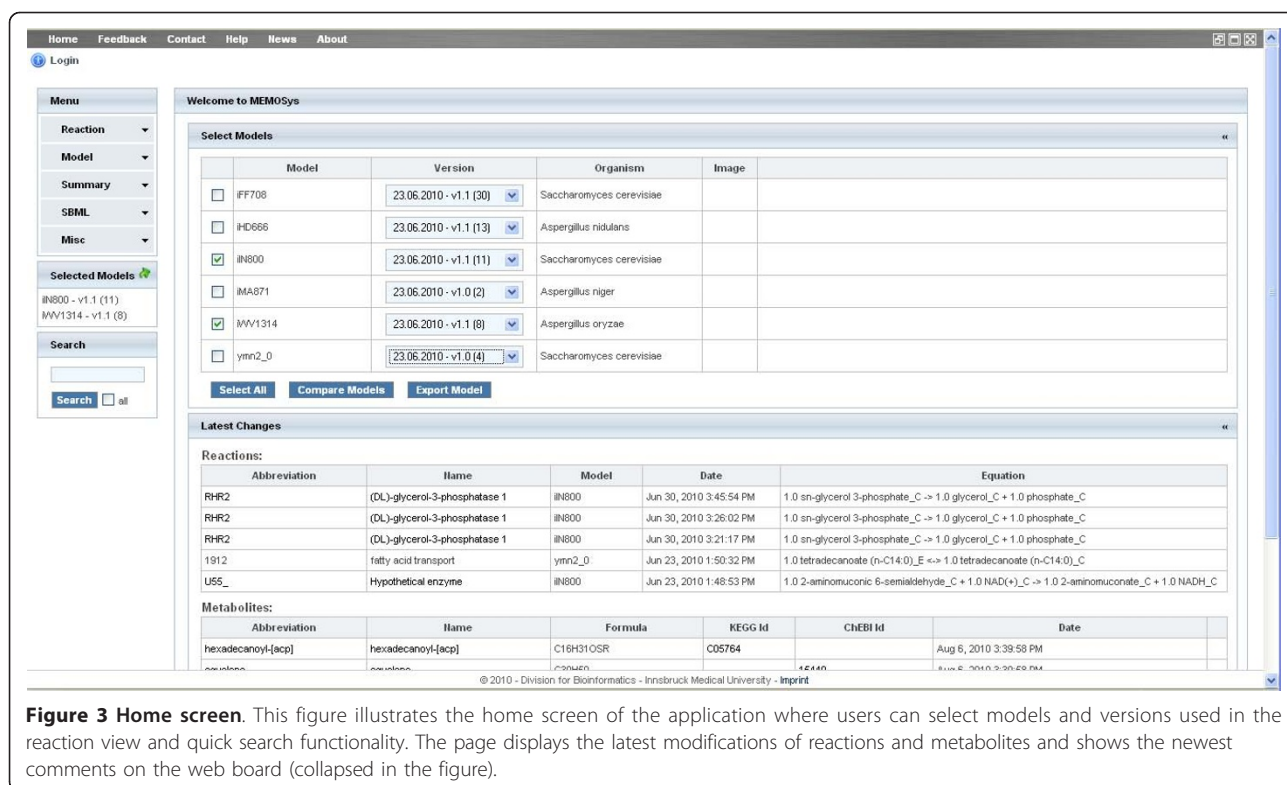 Home Feedback Contact Help News About
Login
Menu
Reaction
Model
Summary
SBML
Misc
Selected Models
iIN800 - v1.1 (11)
iWV1314 - v1.1 (8)
Search
Search all
Welcome to MEMOSys
Select Models «
Model Version Organism Image
iFF708 23.06.2010 - v1.1 (30) Saccharomyces cerevisiae
iHD666 23.06.2010 - v1.1 (13) Aspergillus nidulans
iIN800 23.06.2010 - v1.1 (11) Saccharomyces cerevisiae
iMA871 23.06.2010 - v1.0 (2) Aspergillus niger
iWV1314 23.06.2010 - v1.1 (8) Aspergillus oryzae
ymn2_0 23.06.2010 - v1.0 (4) Saccharomyces cerevisiae
Select All Compare Models Export Model
Latest Changes «
Reactions:
Abbreviation Name Model Date Equation
RHR2 (DL)-glycerol-3-phosphatase 1 iIN800 Jun 30, 2010 3:45:54 PM 1.0 sn-glycerol 3-phosphate_C -> 1.0 glycerol_C + 1.0 phosphate_C
RHR2 (DL)-glycerol-3-phosphatase 1 iIN800 Jun 30, 2010 3:26:02 PM 1.0 sn-glycerol 3-phosphate_C -> 1.0 glycerol_C + 1.0 phosphate_C
RHR2 (DL)-glycerol-3-phosphatase 1 iIN800 Jun 30, 2010 3:21:17 PM 1.0 sn-glycerol 3-phosphate_C -> 1.0 glycerol_C + 1.0 phosphate_C
1912 fatty acid transport ymn2_0 Jun 23, 2010 1:50:32 PM 1.0 tetradecanoate (n-C14:0)_E <-> 1.0 tetradecanoate (n-C14:0)_C
U55_ Hypothetical enzyme iIN800 Jun 23, 2010 1:48:53 PM 1.0 2-aminomuconic 6-semialdehyde_C + 1.0 NAD(+)_C -> 1.0 2-aminomuconate_C + 1.0 NADH_C
Metabolites:
Abbreviation Name Formula KEGG Id ChEBI Id Date
hexadecanoyl-[acp] hexadecanoyl-[acp] C16H31OSR C05764 Aug 6, 2010 3:39:58 PM
© 2010 - Division for Bioinformatics - Innsbruck Medical University - Imprint
Figure 3 Home screen. This figure illustrates the home screen of the application where users can select models and versions used in the
reaction view and quick search functionality. The page displays the latest modifications of reactions and metabolites and shows the newest
comments on the web board (collapsed in the figure).